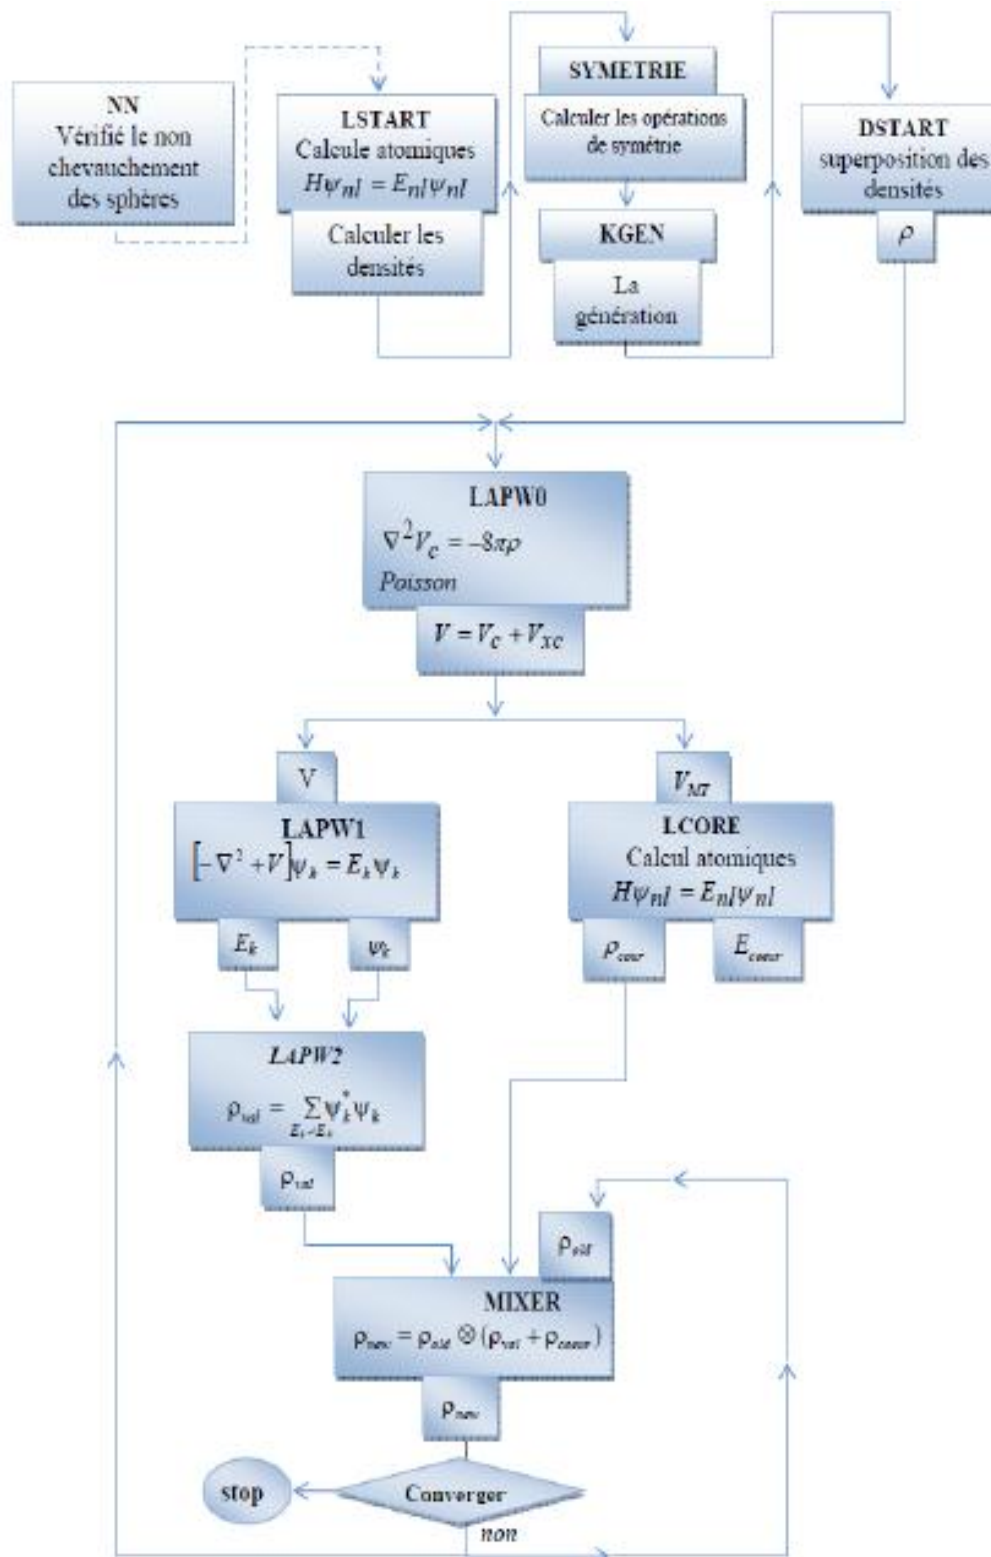 NN
Vérifié le non
chevauchement
des sphères
LSTART
Calcule atomiques
Hψnl = Enlψnl
Calculer les
densités
SYMETRIE
Calculer les opérations
de symétrie
KGEN
La
génération
DSTART
superposition des
densités
ρ
LAPW0
∇²Vc = −8πρ
Poisson
V = Vc + Vxc
V
LAPW1
[−∇² + V]ψk = Ek ψk
Ek
ψk
VMT
LCORE
Calcul atomiques
Hψnl = Enlψnl
ρcour
Ecoeur
LAPW2
ρval = Σψk*ψk
ρval
ρold
MIXER
ρnew = ρold ⊗ (ρval + ρcoeur)
ρnew
stop
Converger
non